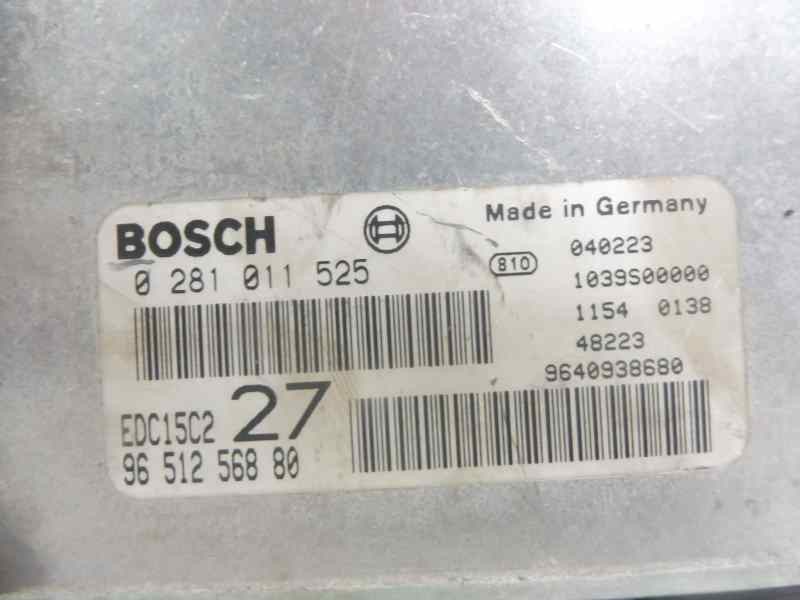 BOSCH
0 281 011 525
EDC15C2 27
96 512 568 80
Made in Germany
810 040223
1039S00000
1154 0138
48223
9640938680